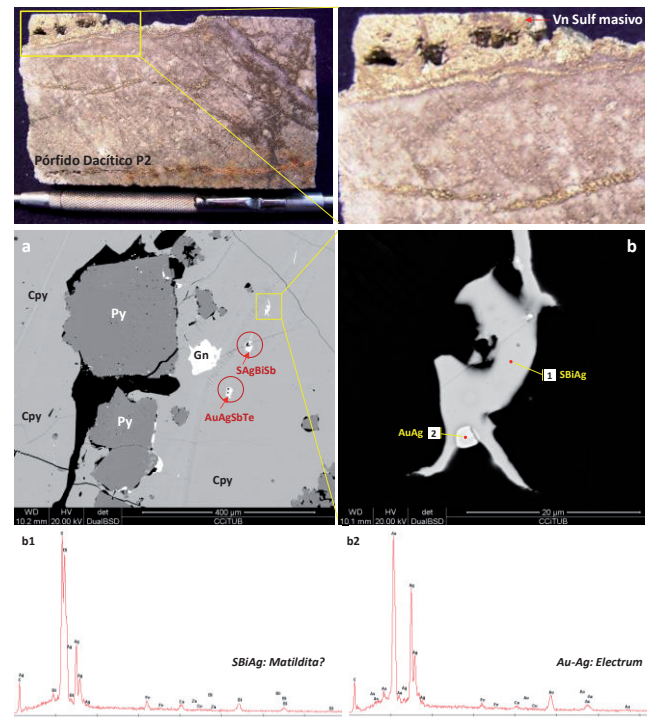 Vn Sulf masivo
Pórfido Dacítico P2
a
Cpy
Py
Gn
SAgBiSb
AuAgSbTe
Cpy
Py
Cpy
WD HV det 400 µm
10.2 mm 20.00 kV DualBSD CCiTUB
b
1 SBiAg
AuAg 2
WD HV det 20 µm
10.1 mm 20.00 kV DualBSD CCiTUB
b1
SBiAg: Matildita?
b2
Au
Ag
Au-Ag: Electrum